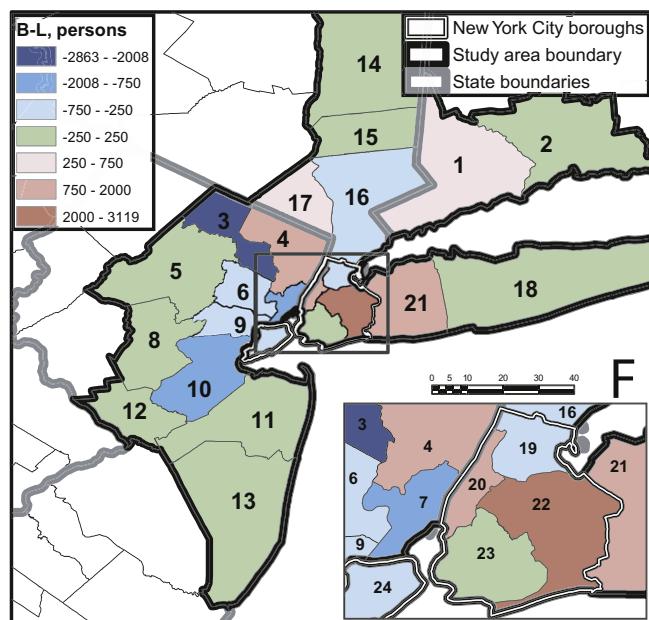 B-L, persons
-2863 - -2008
-2008 - -750
-750 - -250
-250 - 250
250 - 750
750 - 2000
2000 - 3119
New York City boroughs
Study area boundary
State boundaries
14
15
2
1
16
17
3
4
5
6
21
18
9
8
10
12
11
13
0 5 10 20 30 40
F
16
3
4
19
21
6
20
7
22
9
23
24